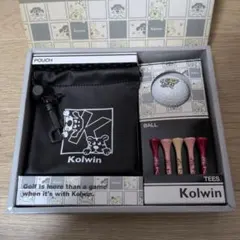 POUCH
Kolwin
BALL
Golf is more than a game
when it's with Kolwin.
TEES
Kolwin